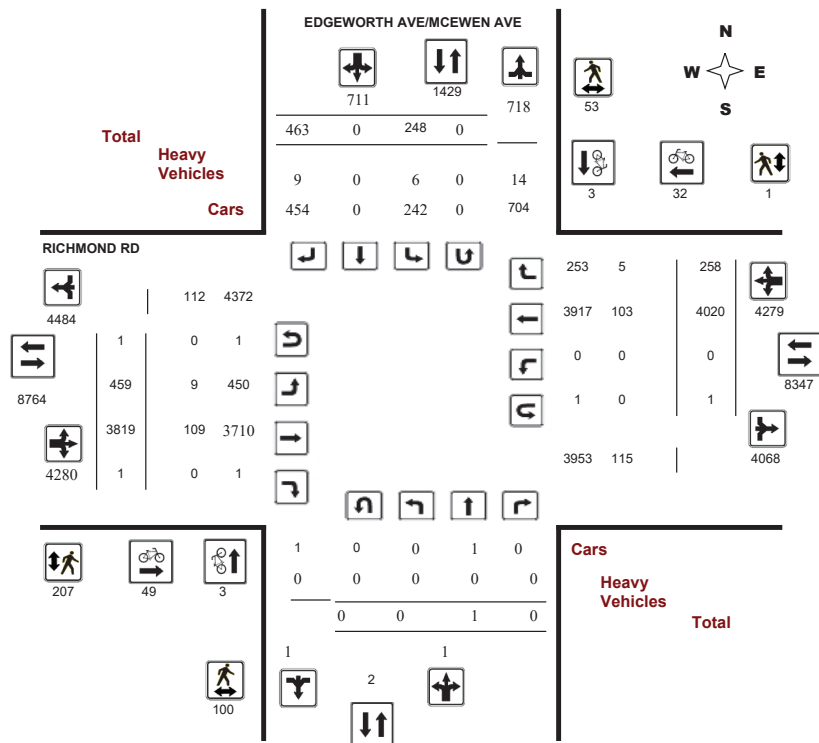 EDGEWORTH AVE/MCEWEN AVE
N
W E
S
711 1429 718 53
463 0 248 0
Total
Heavy
Vehicles
9 0 6 0 14
3 32 1
Cars 454 0 242 0 704
RICHMOND RD
253 5 258
112 4372
4484
3917 103 4020 4279
1 0 1
0 0 0
8764
459 9 450
8347
1 0 1
3819 109 3710
3953 115 4068
4280 1 0 1
1 0 0 1 0 Cars
0 0 0 0 0 Heavy
Vehicles
207 49 3
0 0 1 0 Total
1 1
2
100